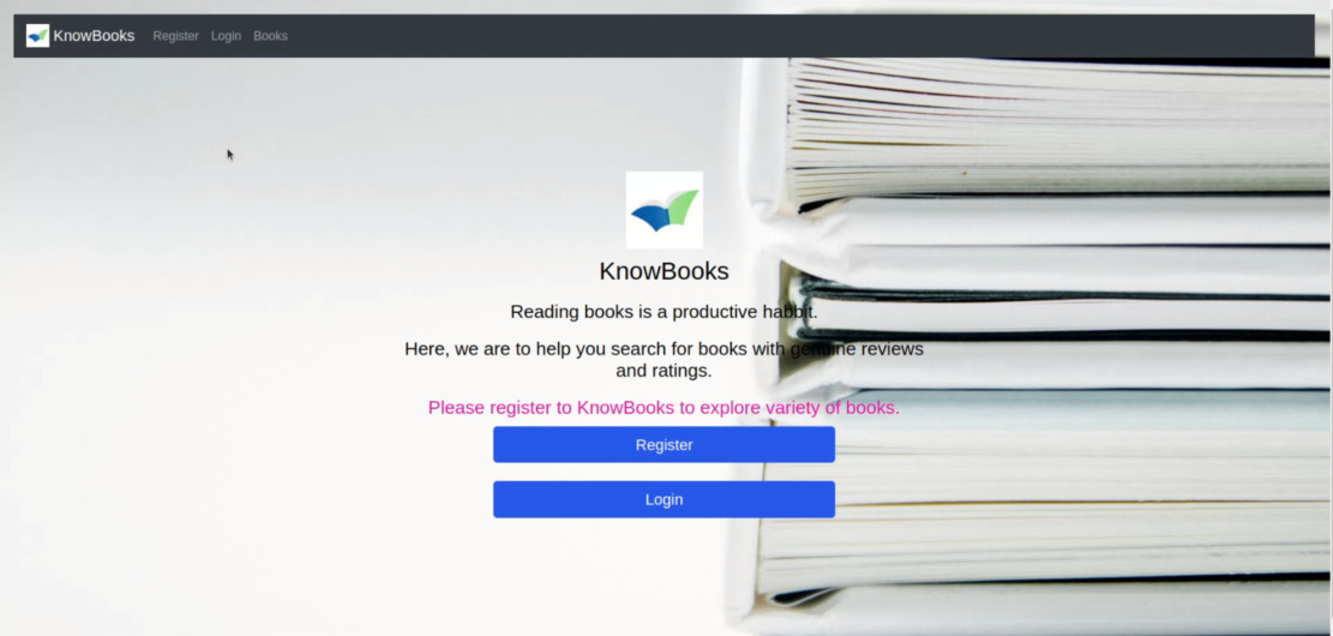 KnowBooks Register Login Books
KnowBooks
Reading books is a productive habbit.
Here, we are to help you search for books with genuine reviews
and ratings.
Please register to KnowBooks to explore variety of books.
Register
Login